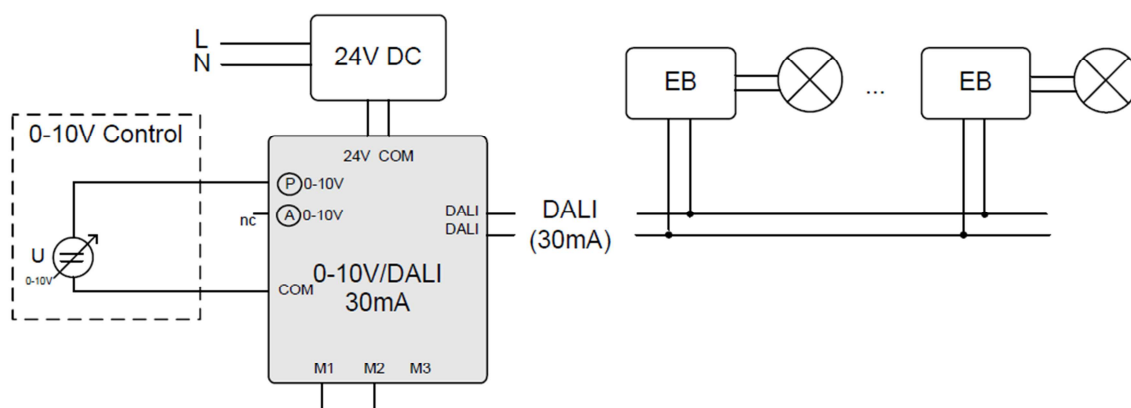 L
N
24V DC
EB
...
EB
0-10V Control
24V COM
P 0-10V
nc
A 0-10V
DALI
DALI
DALI
(30mA)
U
0-10V
0-10V/DALI
30mA
COM
M1 M2 M3